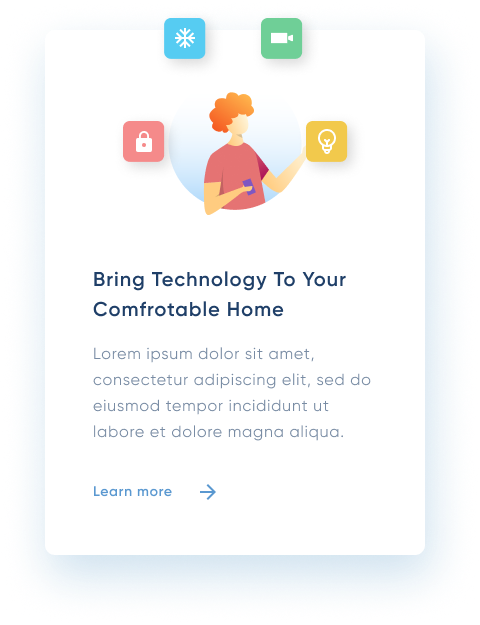 Bring Technology To Your
Comfrotable Home
Lorem ipsum dolor sit amet,
consectetur adipiscing elit, sed do
eiusmod tempor incididunt ut
labore et dolore magna aliqua.
Learn more